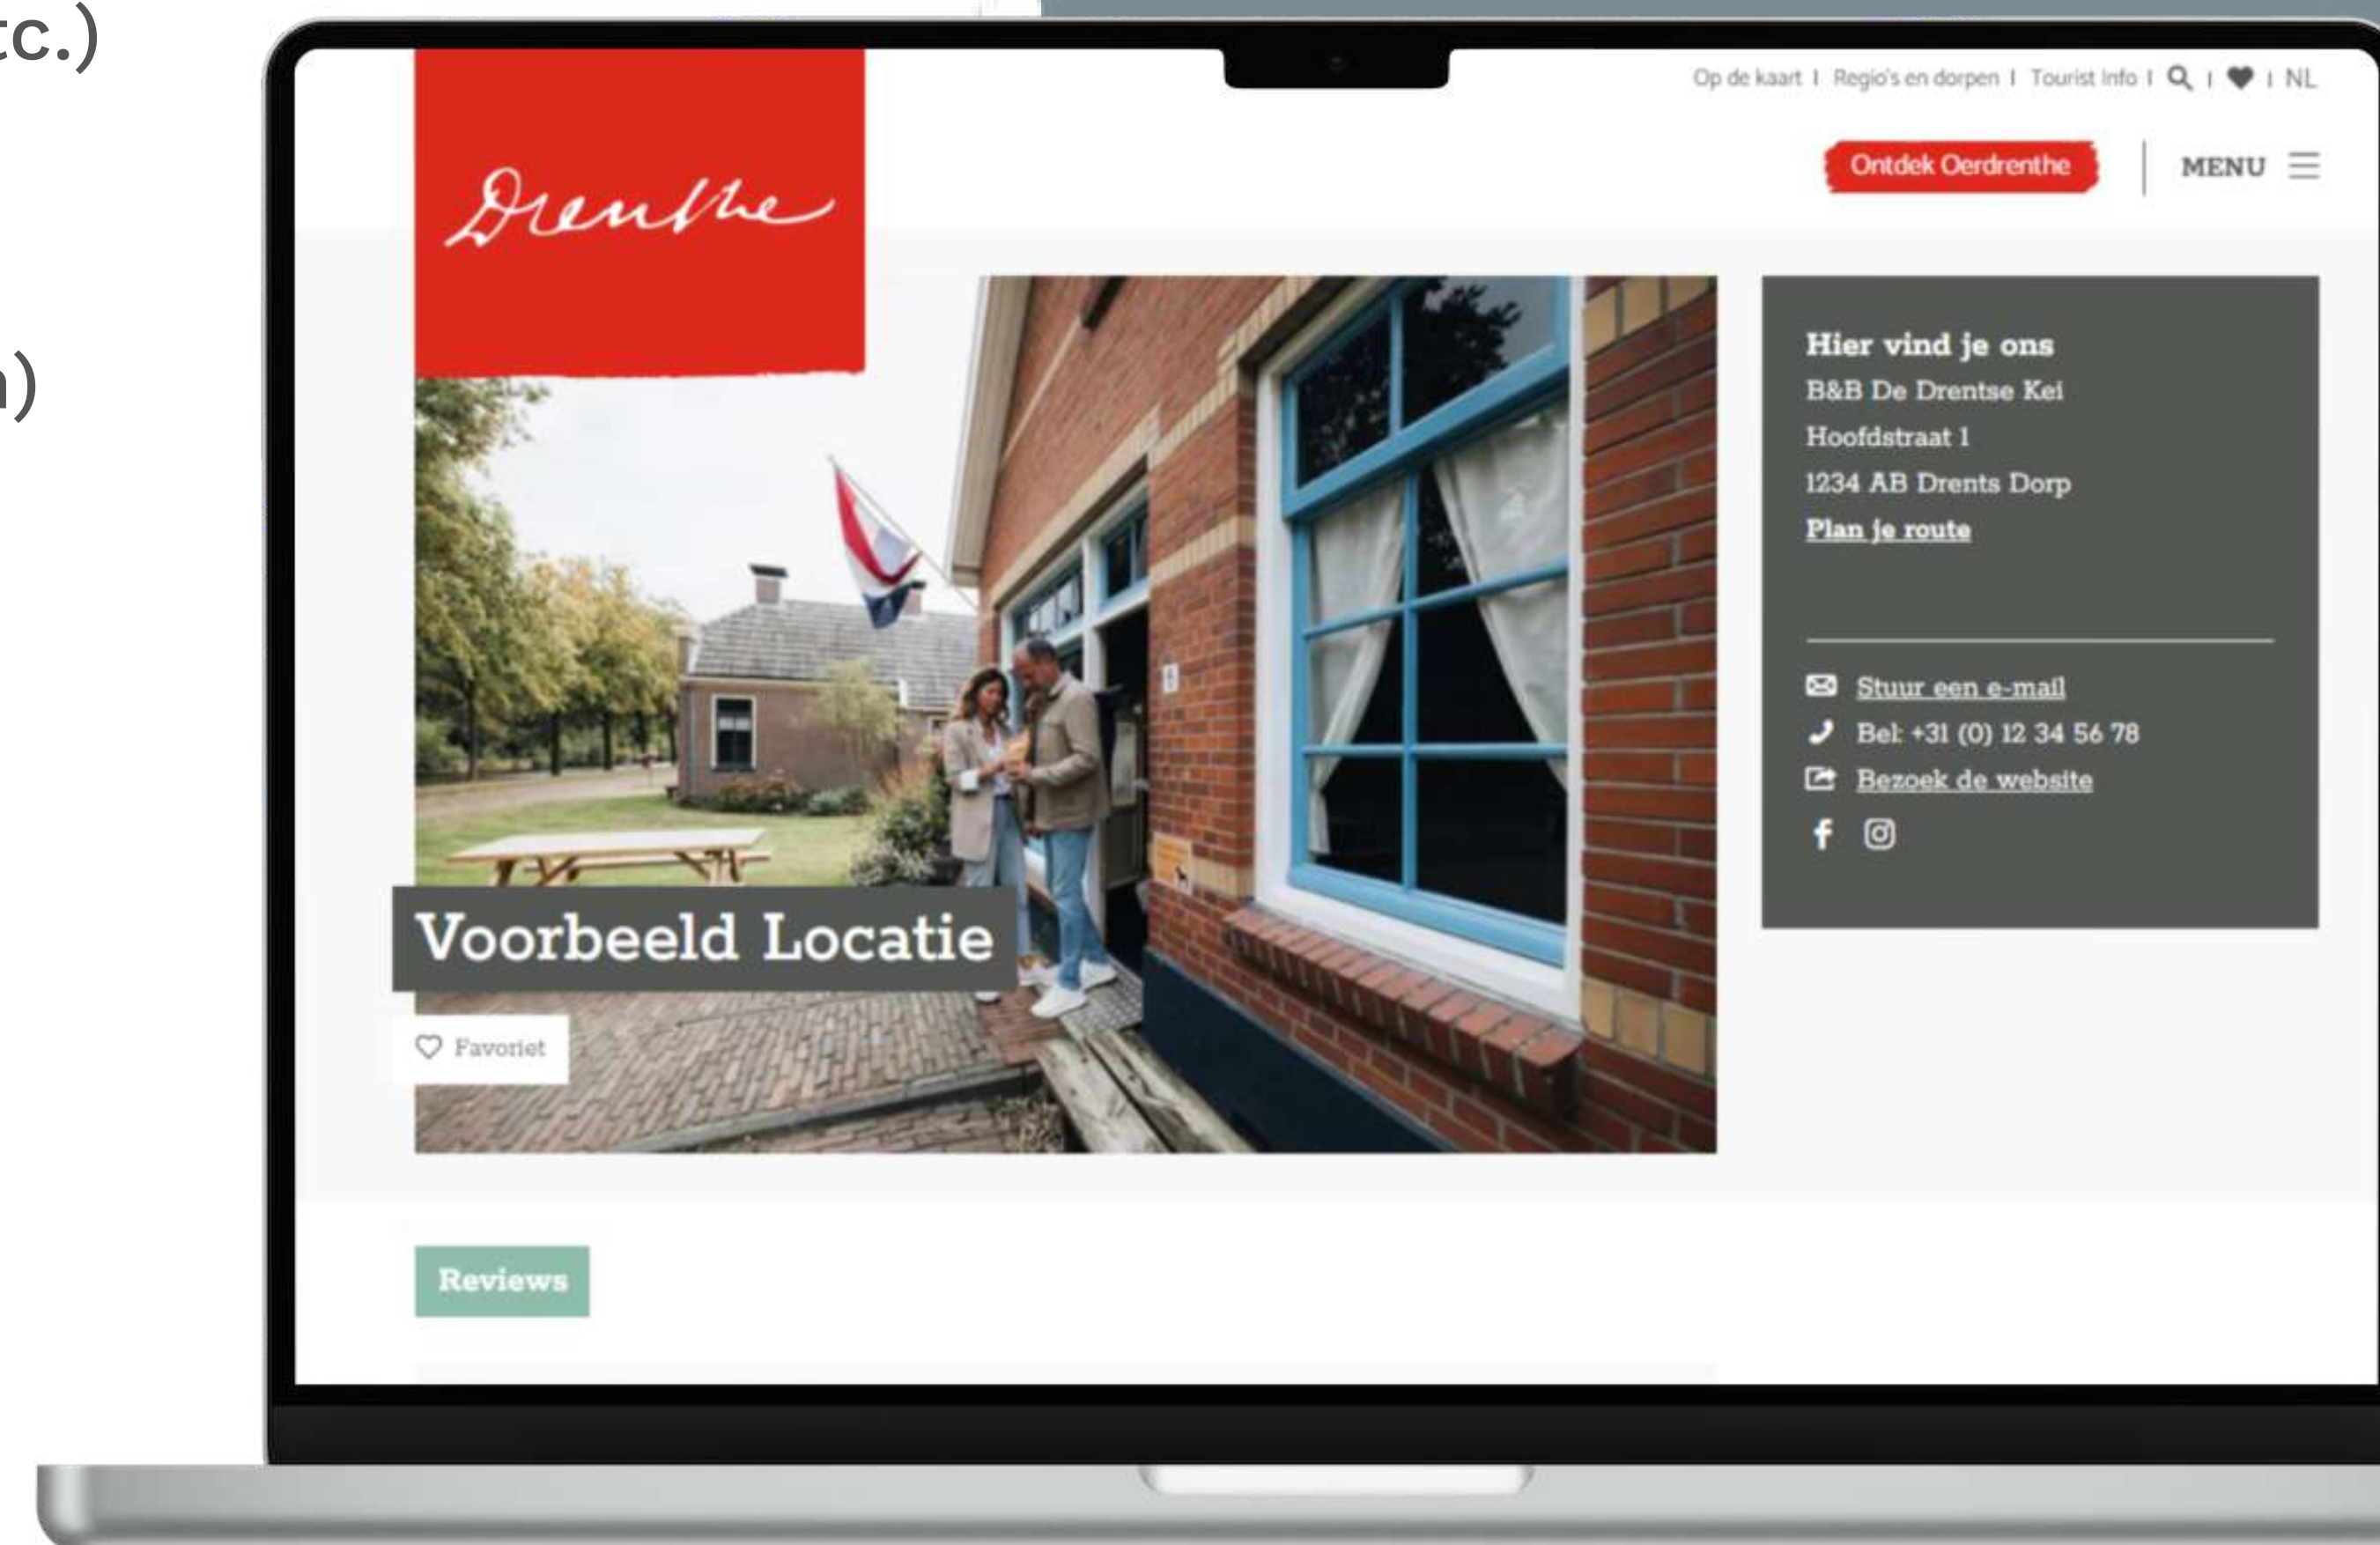 tc.)
)
Drenthe
Op de kaart I Regio's en dorpen I Tourist Info I I I NL
Ontdek Oerdrenthe
MENU
Hier vind je ons
B&B De Drentse Kei
Hoofdstraat 1
1234 AB Drents Dorp
Plan je route
Stuur een e-mail
Bel: +31 (0) 12 34 56 78
Bezoek de website
Voorbeeld Locatie
Favoriet
Reviews